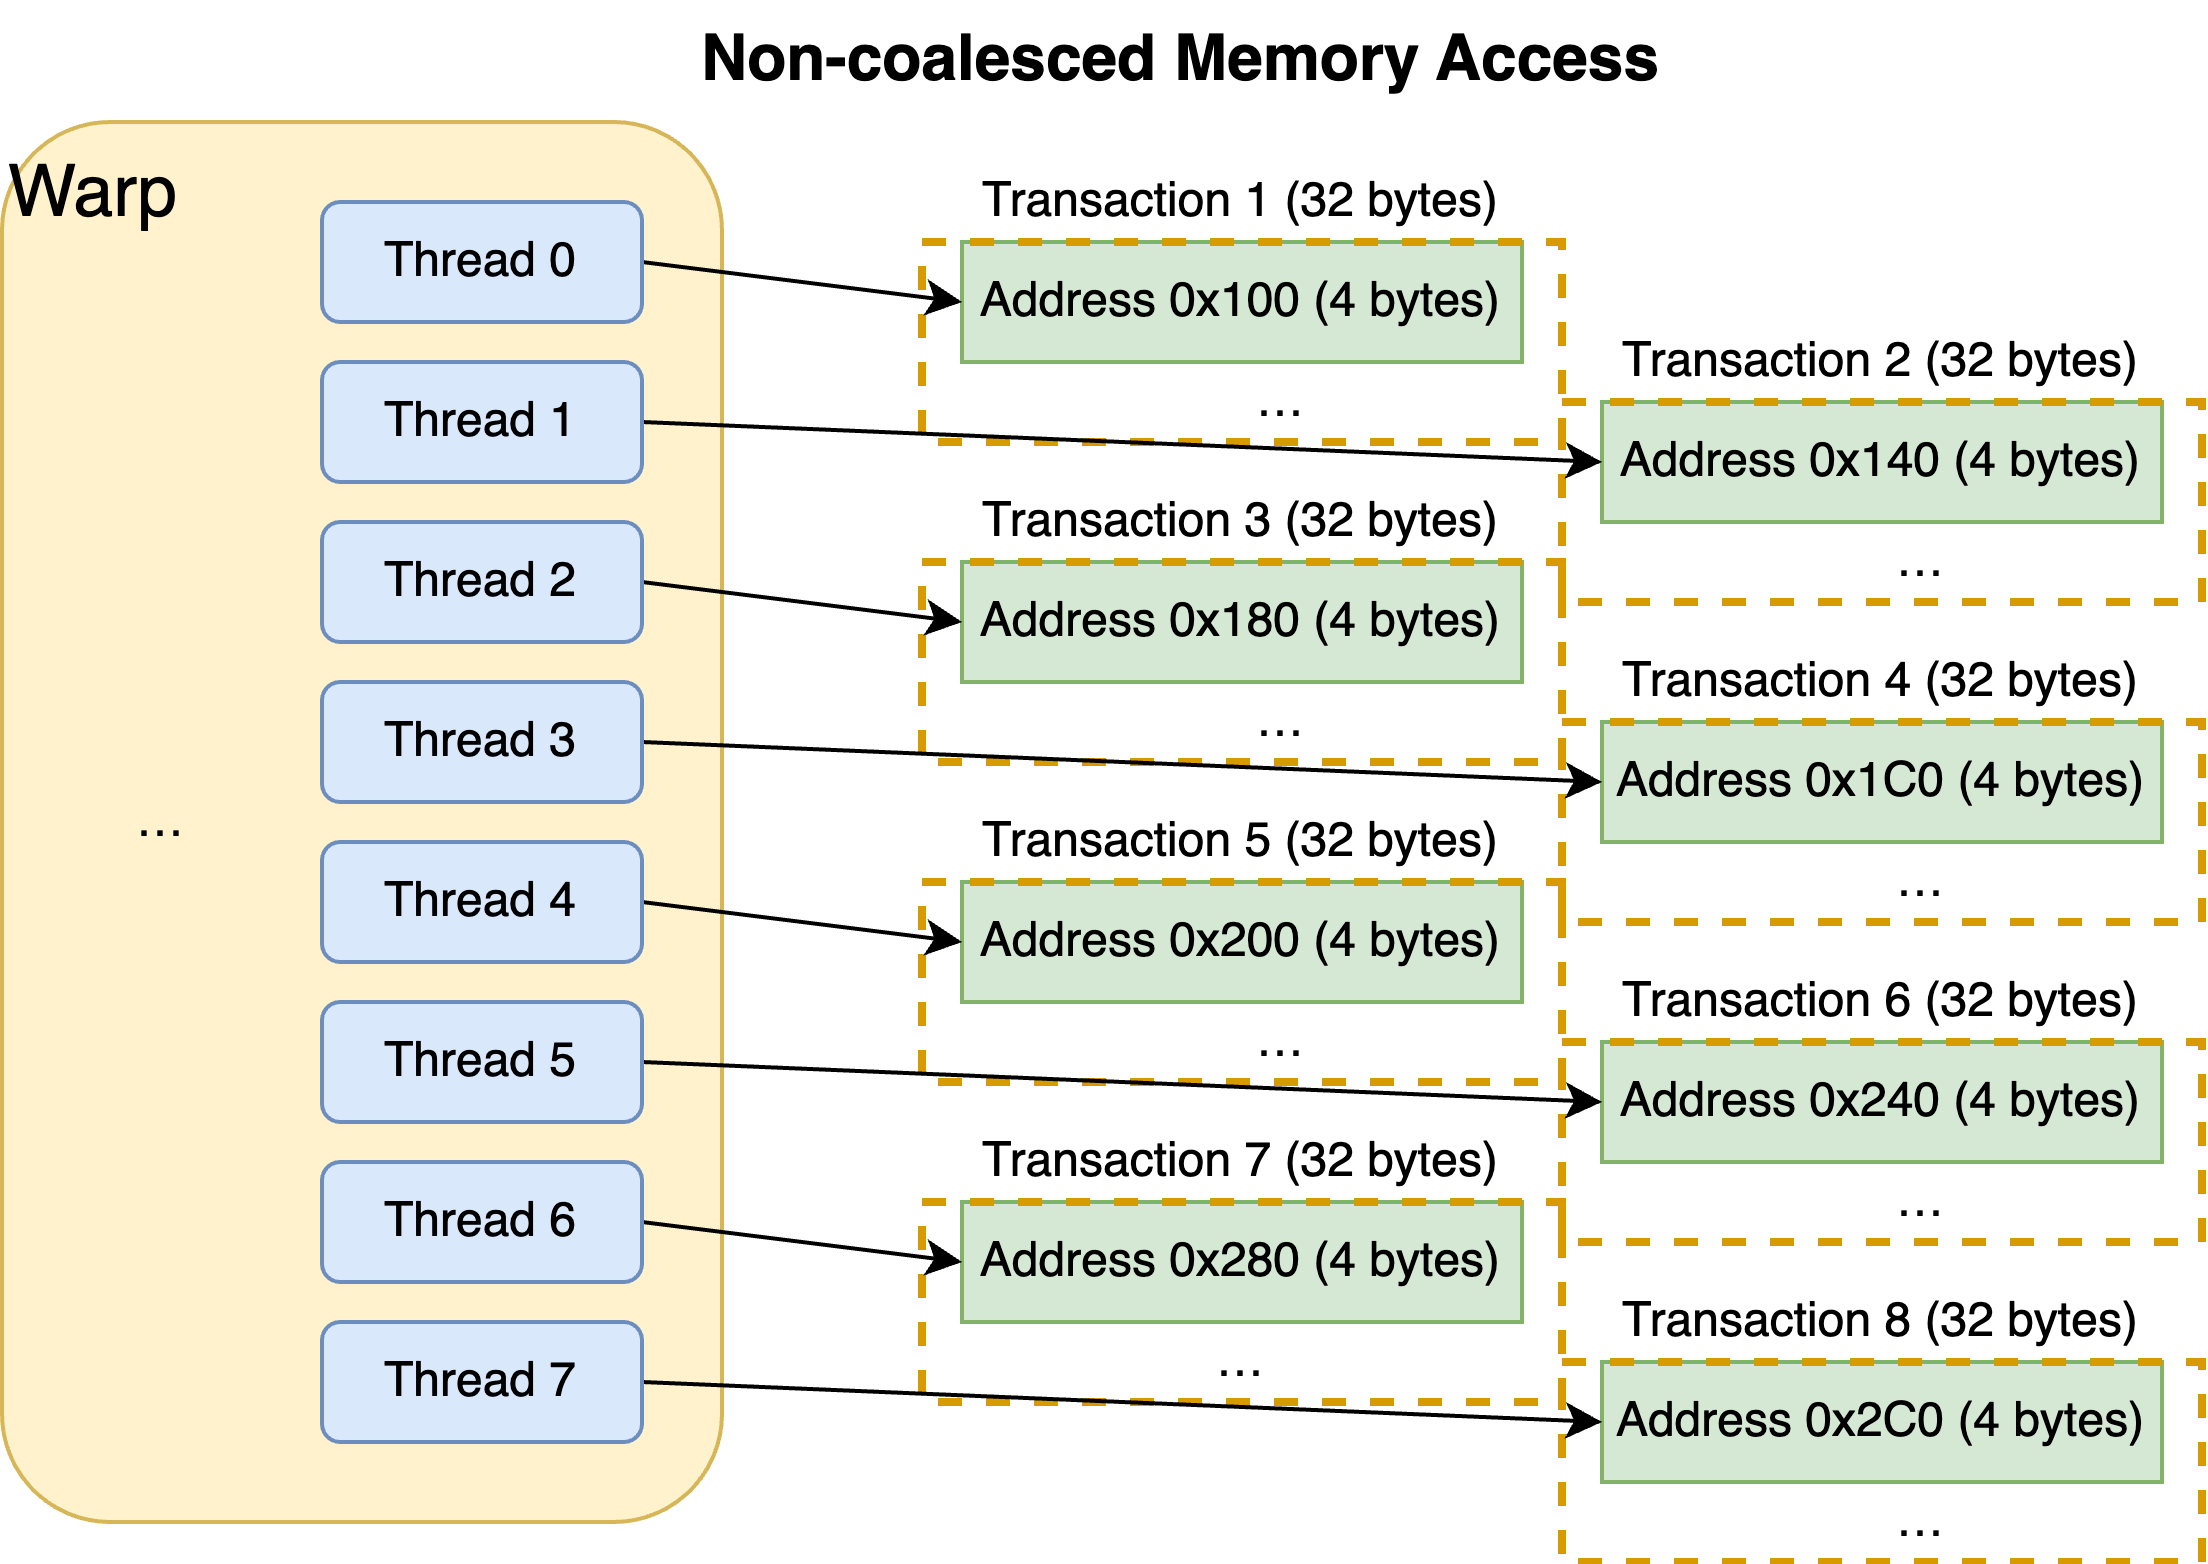 Non-coalesced Memory Access
Warp
Thread 0
Thread 1
Thread 2
Thread 3
...
Thread 4
Thread 5
Thread 6
Thread 7
Transaction 1 (32 bytes)
Address 0x100 (4 bytes)
...
Transaction 2 (32 bytes)
Address 0x140 (4 bytes)
...
Transaction 3 (32 bytes)
Address 0x180 (4 bytes)
...
Transaction 4 (32 bytes)
Address 0x1C0 (4 bytes)
...
Transaction 5 (32 bytes)
Address 0x200 (4 bytes)
...
Transaction 6 (32 bytes)
Address 0x240 (4 bytes)
...
Transaction 7 (32 bytes)
Address 0x280 (4 bytes)
...
Transaction 8 (32 bytes)
Address 0x2C0 (4 bytes)
...